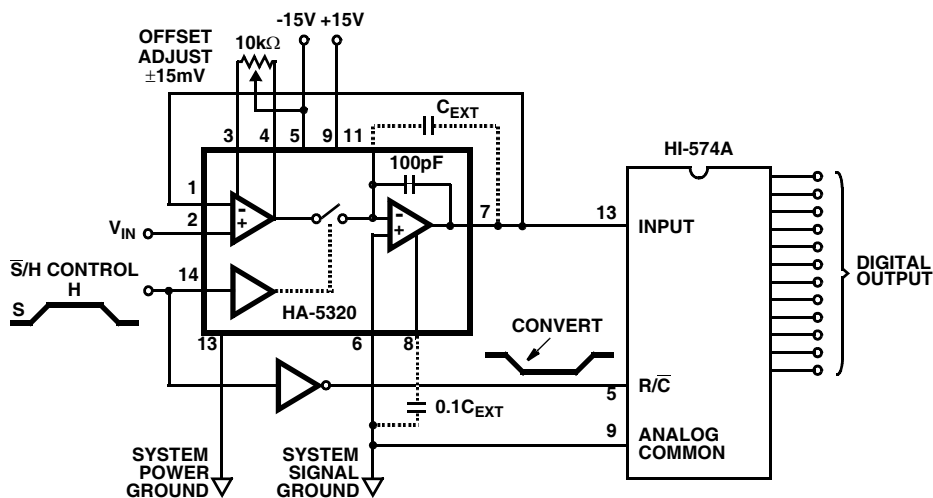 -15V +15V
OFFSET
ADJUST
±15mV
10kΩ
C_EXT
3
4
5
9
11
100pF
HI-574A
1
-
+
2
V_IN
-
+
7
13
INPUT
S̅/H CONTROL
H
S
14
HA-5320
DIGITAL
OUTPUT
13
6
8
CONVERT
0.1C_EXT
5
R/C̅
9
ANALOG
COMMON
SYSTEM
POWER
GROUND
SYSTEM
SIGNAL
GROUND